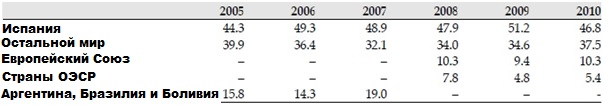 2005 2006 2007 2008 2009 2010
Испания 44.3 49.3 48.9 47.9 51.2 46.8
Остальной мир 39.9 36.4 32.1 34.0 34.6 37.5
Европейский Союз – – – 10.3 9.4 10.3
Страны ОЭСР – – – 7.8 4.8 5.4
Аргентина, Бразилия и Боливия 15.8 14.3 19.0 – – -